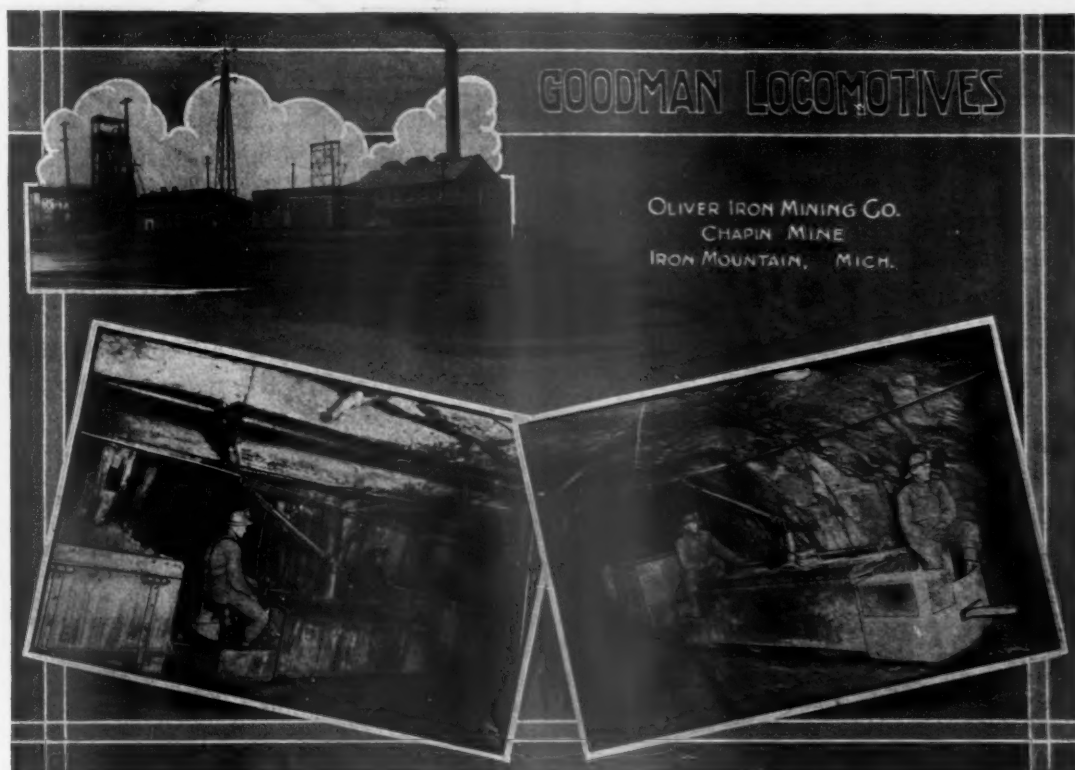 GOODMAN LOCOMOTIVES
OLIVER IRON MINING CO.
CHAPIN MINE
IRON MOUNTAIN, MICH.